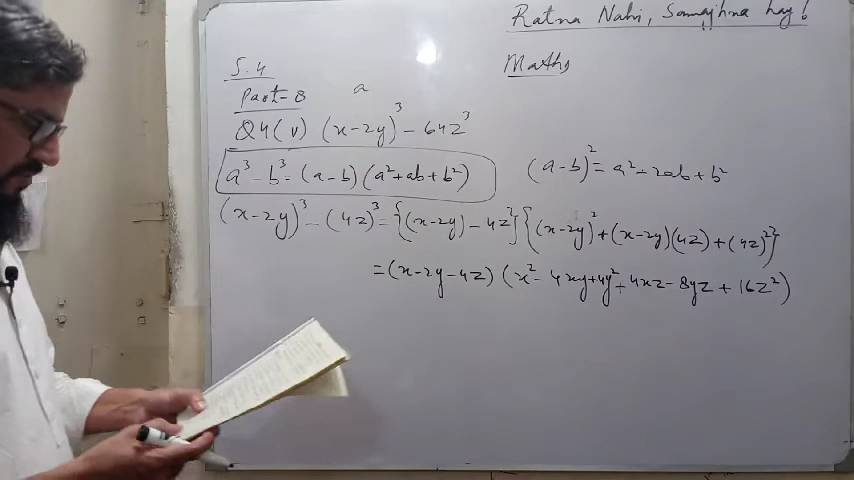 Ratna Nahi, Samajhna hay!
Maths
5.4
Part-8
a
Q4(v) (x-2y)³ - 64z³
a³-b³=(a-b)(a²+ab+b²)
(a-b)²=a²-2ab+b²
(x-2y)³-(4z)³={(x-2y)-4z}{(x-2y)²+(x-2y)(4z)+(4z)²}
=(x-2y-4z)(x²-4xy+4y²+4xz-8yz+16z²)